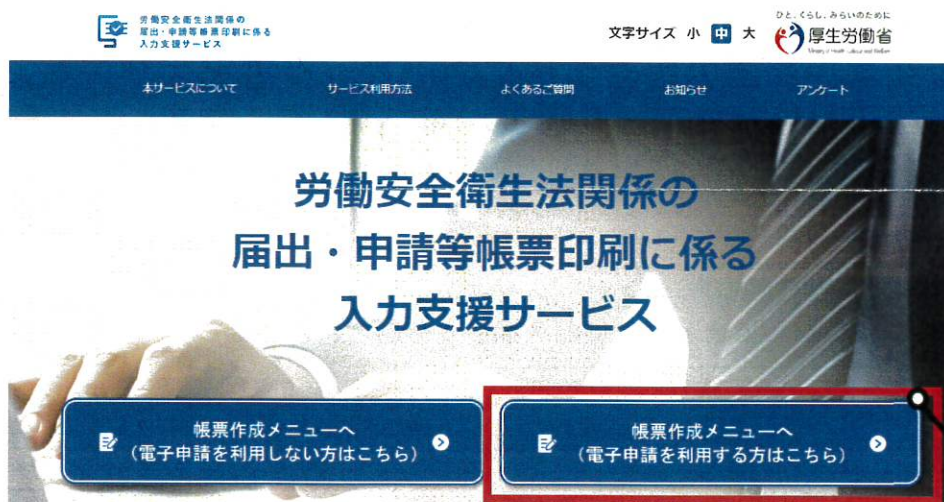 労働安全衛生法関係の
届出・申請等帳票印刷に係る
入力支援サービス
文字サイズ 小 中 大
ひと、くらし、みらいのために
厚生労働省
Ministry of Health, Labour and Welfare
本サービスについて サービス利用方法 よくあるご質問 お知らせ アンケート
労働安全衛生法関係の
届出・申請等帳票印刷に係る
入力支援サービス
帳票作成メニューへ
(電子申請を利用しない方はこちら)
帳票作成メニューへ
(電子申請を利用する方はこちら)